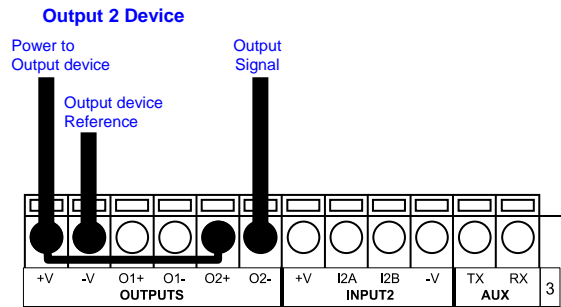 Output 2 Device
Power to
Output device
Output
Signal
Output device
Reference
+V -V O1+ O1- O2+ O2- +V I2A I2B -V TX RX
OUTPUTS INPUT2 AUX 3